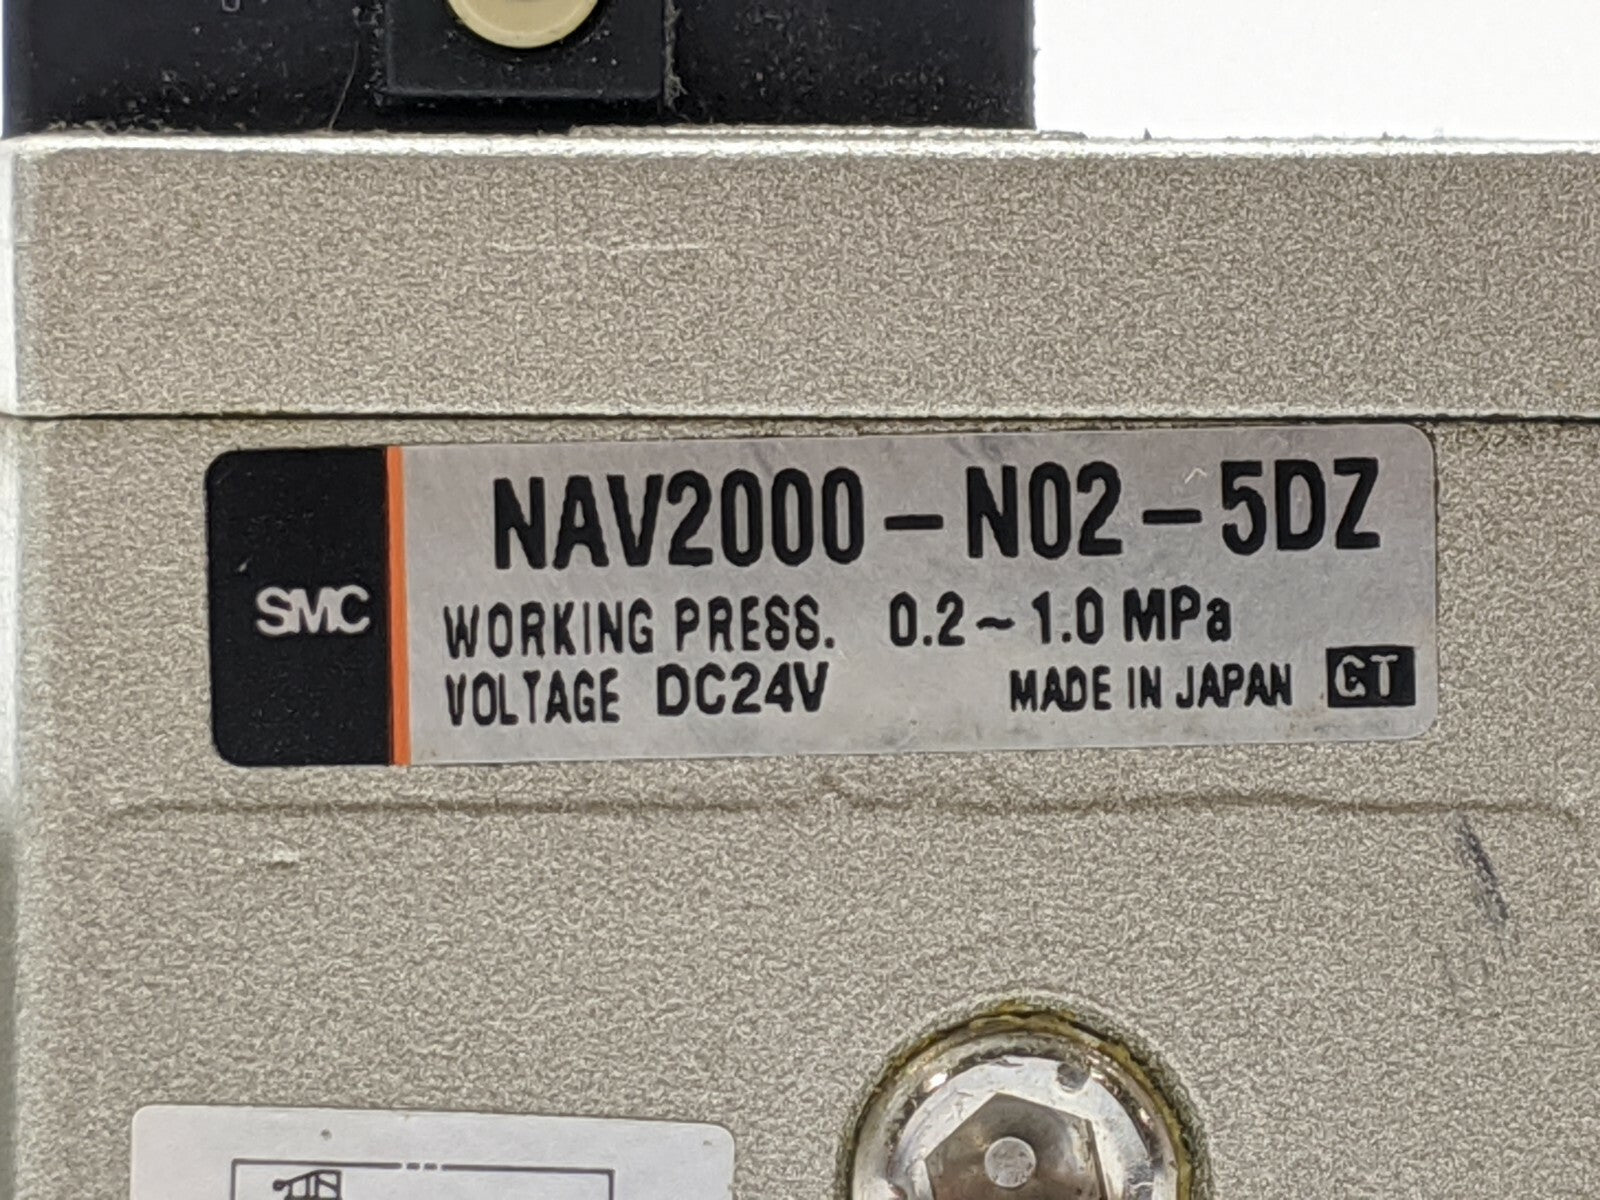 NAV2000-N02-5DZ
SMC
WORKING PRESS. 0.2~1.0 MPa
VOLTAGE DC24V MADE IN JAPAN CT